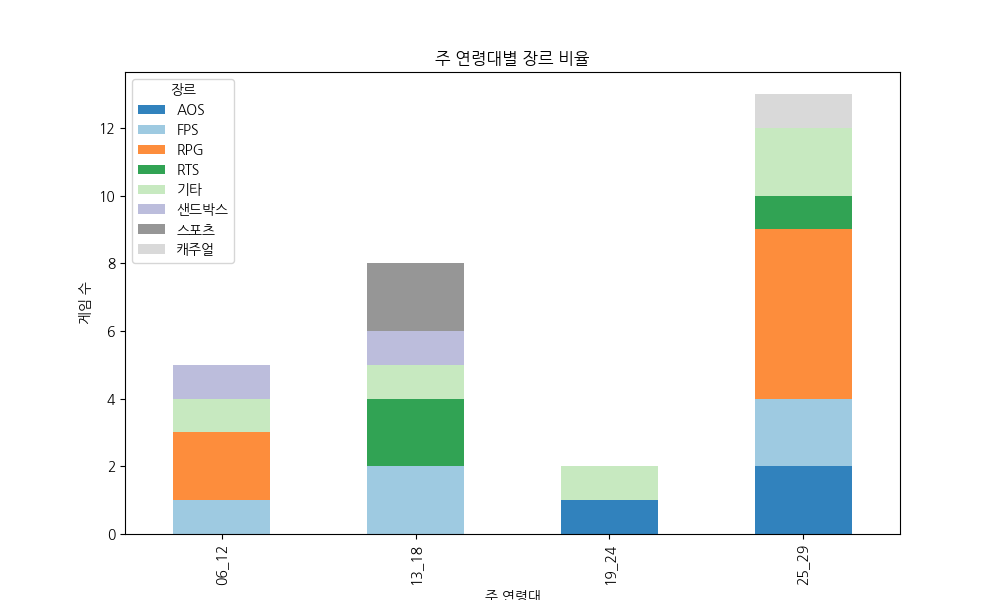 주 연령대별 장르 비율
장르
AOS
FPS
RPG
RTS
기타
샌드박스
스포츠
캐주얼
게임 수
12
10
8
6
4
2
0
06_12
13_18
19_24
25_29
주 연령대